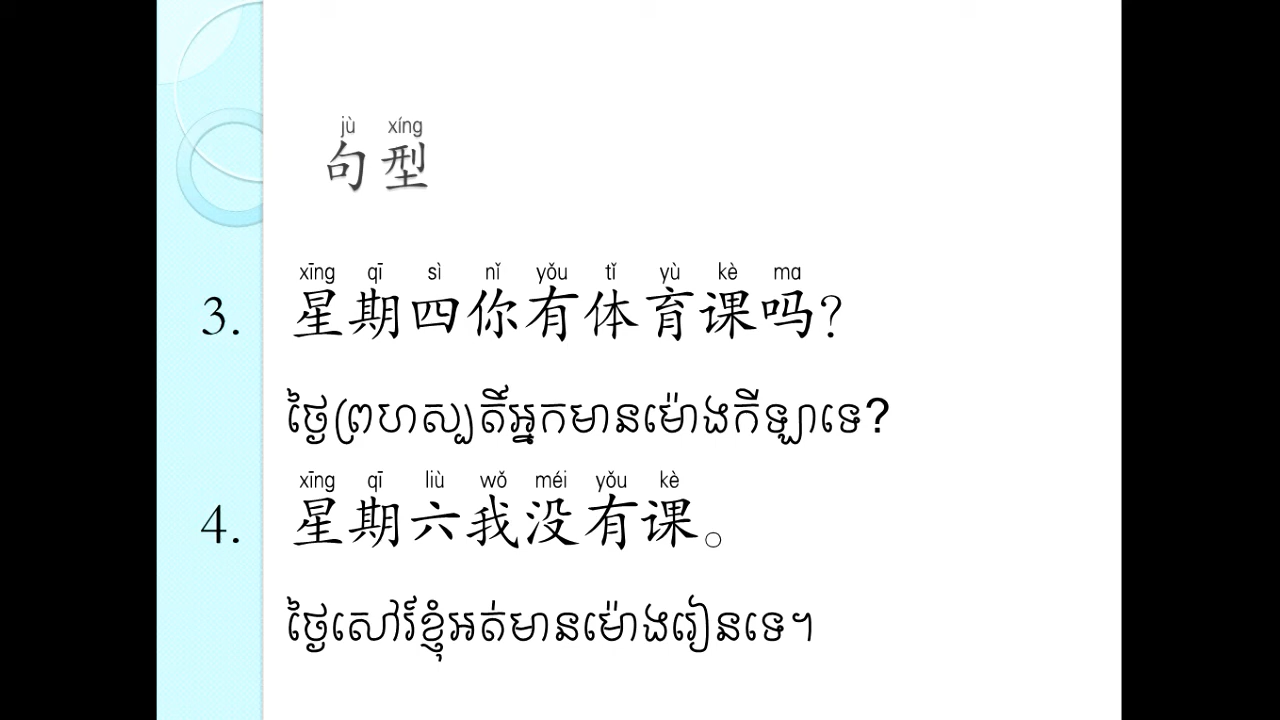 jù xíng
句型
xīng qī sì nǐ yǒu tǐ yù kè ma
3. 星期四你有体育课吗?
ថ្ងៃព្រហស្បតិ៍អ្នកមានម៉ោងកីឡាទេ?
xīng qī liù wǒ méi yǒu kè
4. 星期六我没有课。
ថ្ងៃសៅរ៍ខ្ញុំអត់មានម៉ោងរៀនទេ។